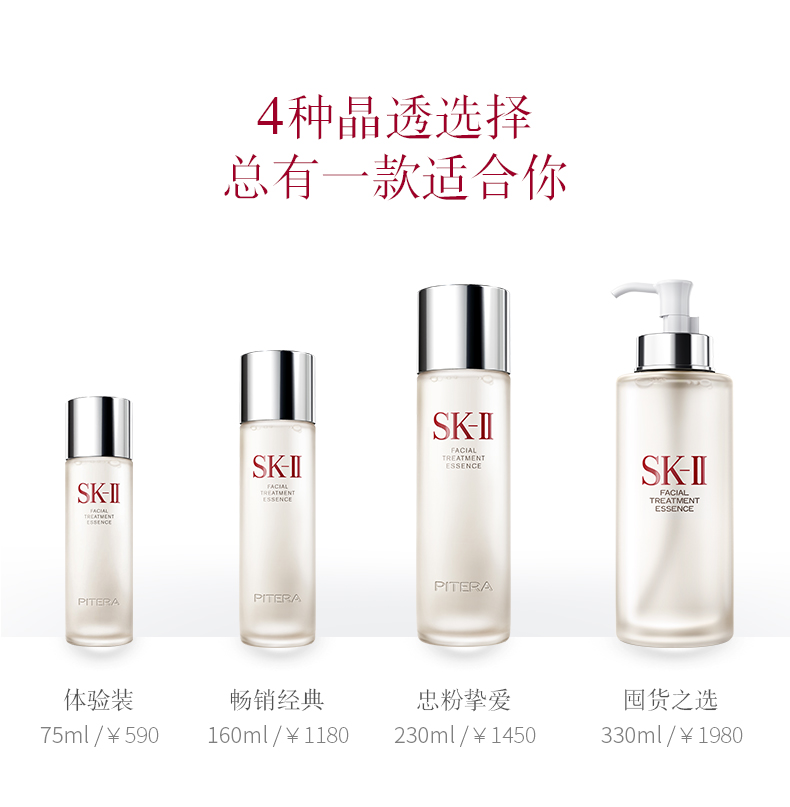 4种晶透选择
总有一款适合你
SK-II
FACIAL
TREATMENT
ESSENCE
PITERA
SK-II
FACIAL
TREATMENT
ESSENCE
PITERA
SK-II
FACIAL
TREATMENT
ESSENCE
PITERA
SK-II
FACIAL
TREATMENT
ESSENCE
体验装
75ml /￥590
畅销经典
160ml /￥1180
忠粉挚爱
230ml /￥1450
囤货之选
330ml /￥1980